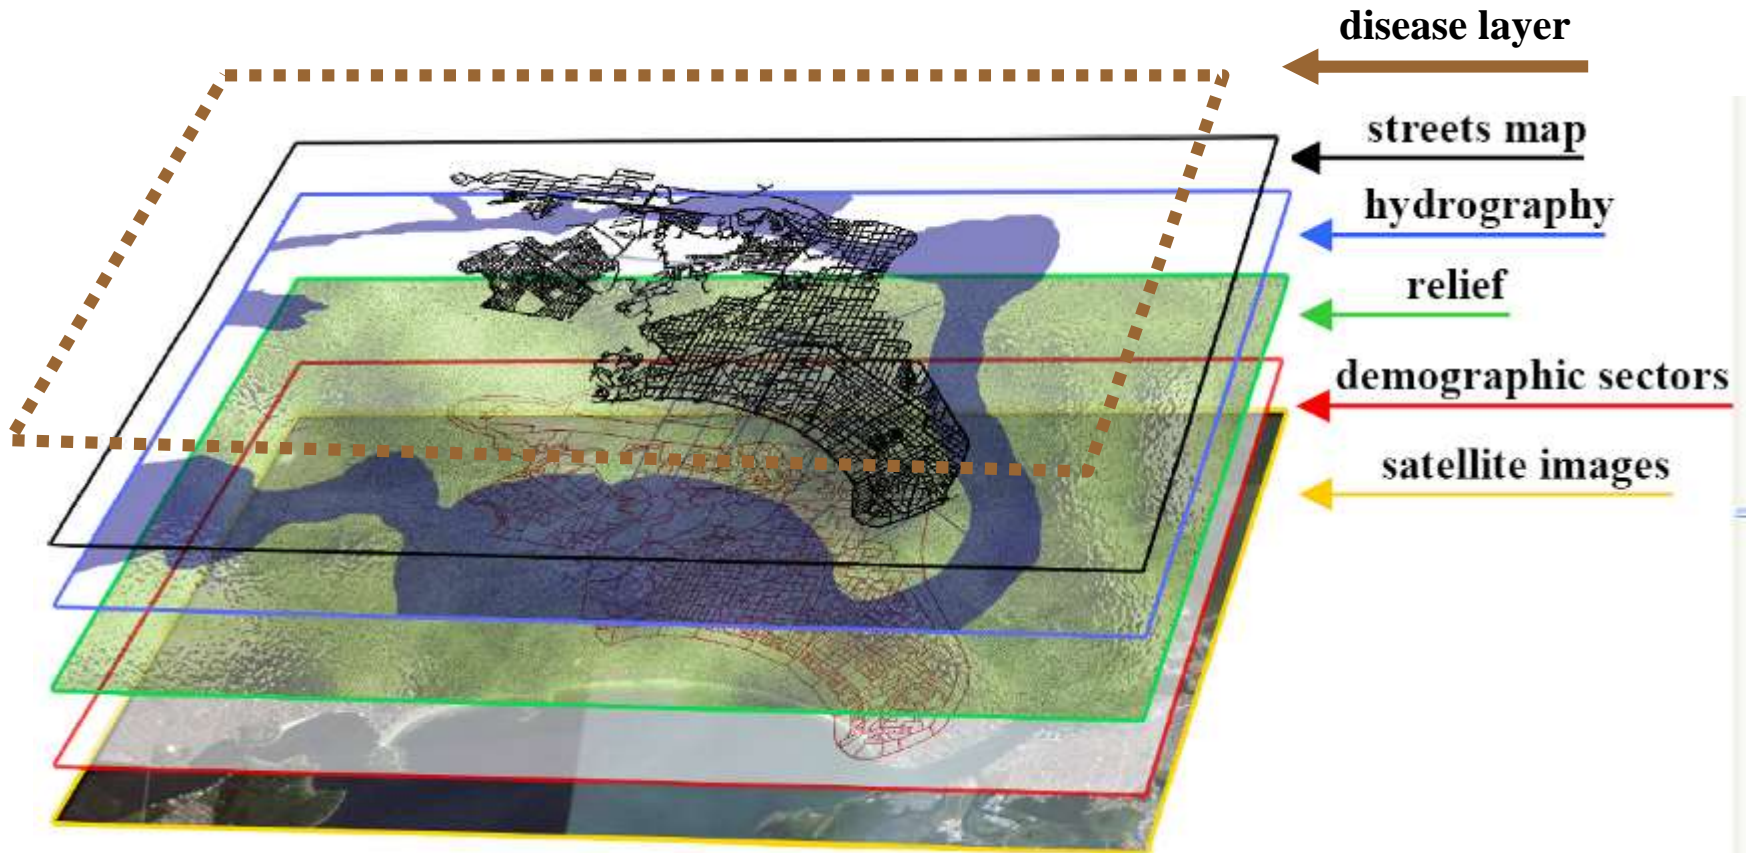 disease layer
streets map
hydrography
relief
demographic sectors
satellite images